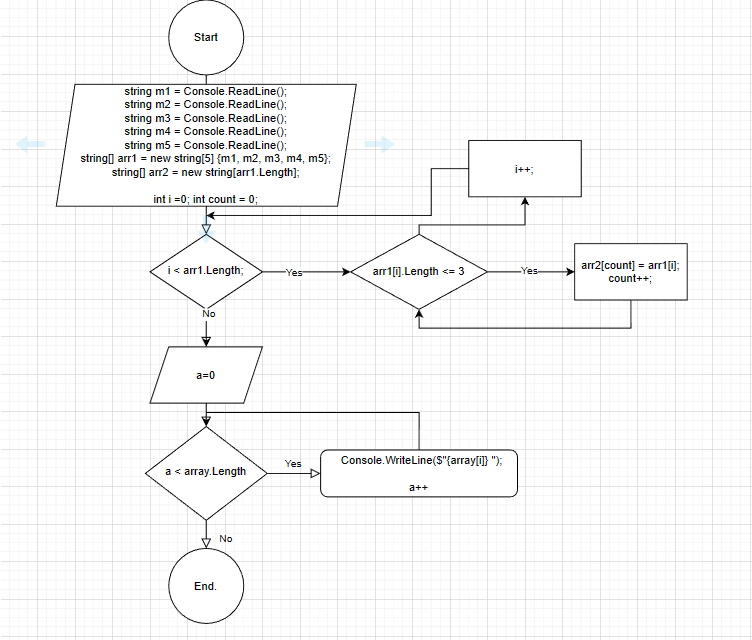 Start
string m1 = Console.ReadLine();
string m2 = Console.ReadLine();
string m3 = Console.ReadLine();
string m4 = Console.ReadLine();
string m5 = Console.ReadLine();
string[] arr1 = new string[5] {m1, m2, m3, m4, m5};
string[] arr2 = new string[arr1.Length];
int i =0; int count = 0;
i++;
i < arr1.Length;
Yes
arr1[i].Length <= 3
Yes
arr2[count] = arr1[i];
count++;
No
a=0
a < array.Length
Yes
Console.WriteLine($"{array[i]} ");
a++
No
End.